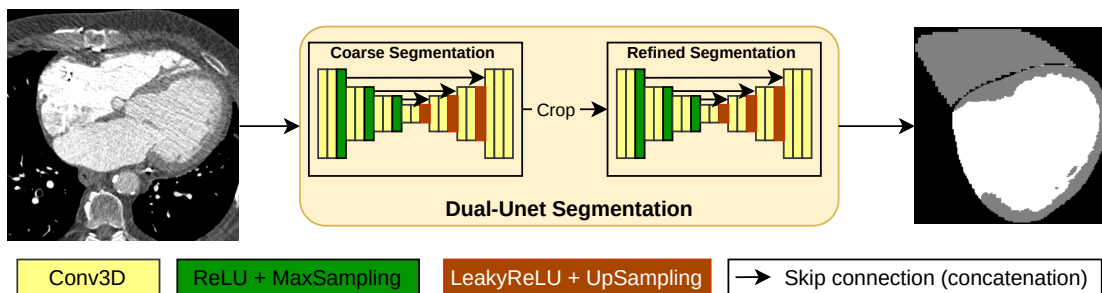 Coarse Segmentation
Refined Segmentation
Crop
Dual-Unet Segmentation
Conv3D
ReLU + MaxSampling
LeakyReLU + UpSampling
Skip connection (concatenation)